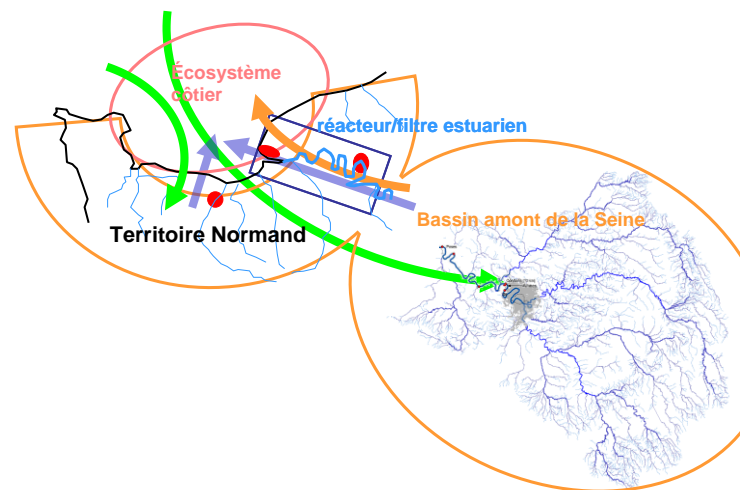 Écosystème
côtier
réacteur/filtre estuarien
Bassin amont de la Seine
Territoire Normand